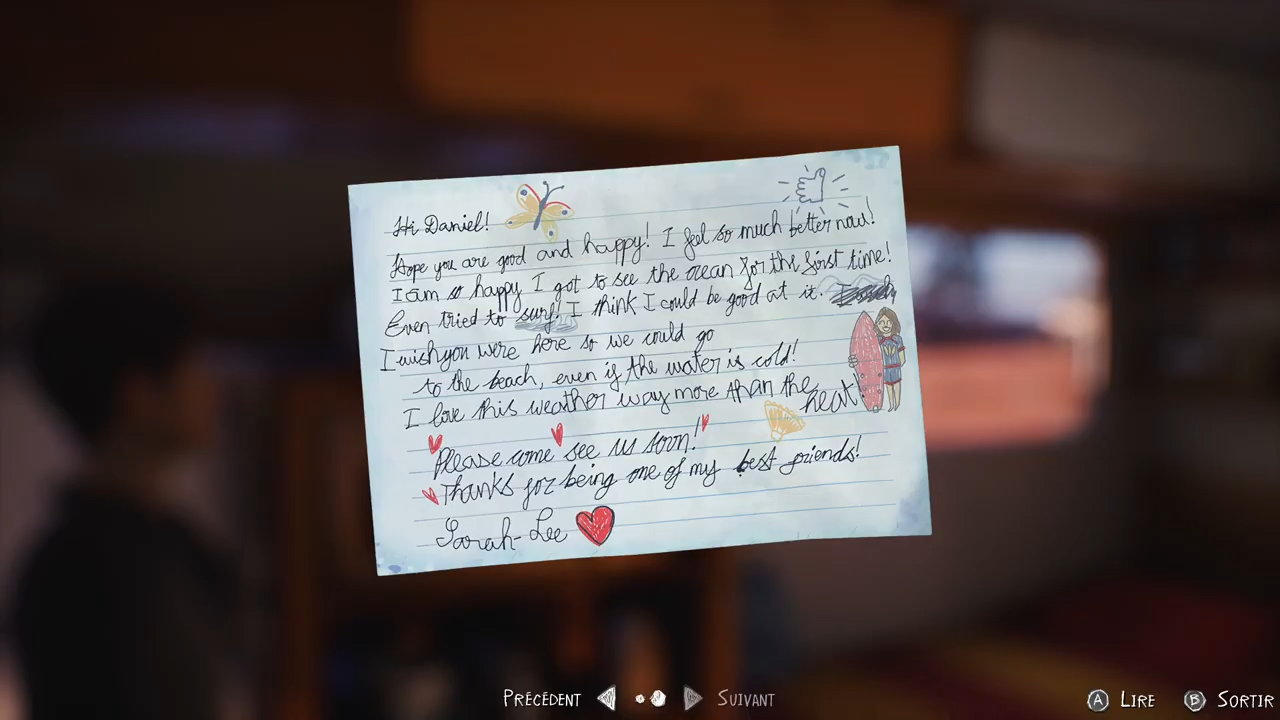 Hi Daniel!
Hope you are good and happy! I feel so much better now!
I am so happy I got to see the ocean for the first time!
Even tried to surf! I think I could be good at it.
I wish you were here so we could go
to the beach, even if the water is cold!
I love this weather way more than the heat!
Please come see us soon!
Thanks for being one of my best friends!
Sarah-Lee
PRÉCÉDENT SUIVANT
A LIRE B SORTIR